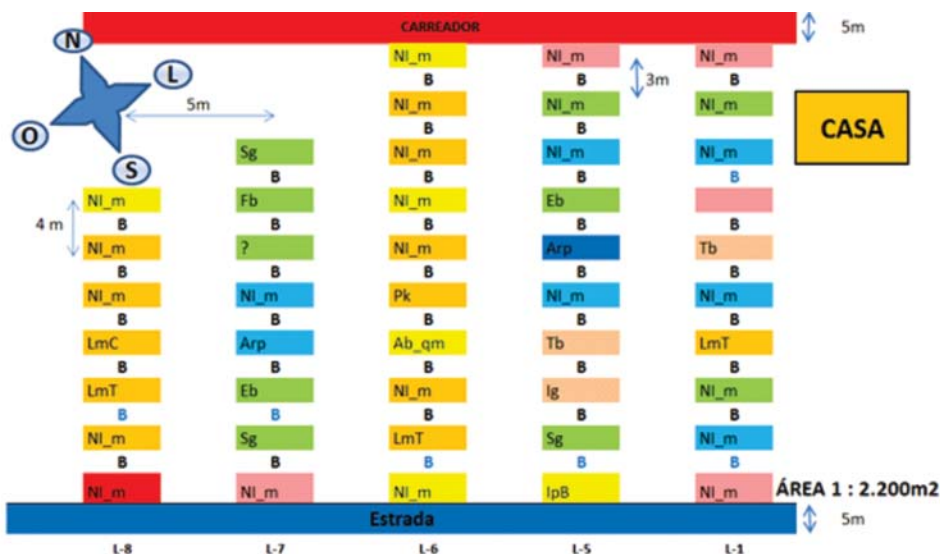 CARREADOR
5m
N
L
O
S
5m
3m
4 m
CASA
NI_m NI_m NI_m
B B B
NI_m NI_m NI_m
B B
Sg NI_m NI_m NI_m
B B B B
NI_m Fb NI_m Eb
B B B B B
NI_m ? NI_m Arp Tb
B B B B B
NI_m NI_m Pk NI_m NI_m
B B B B B
LmC Arp Ab_qm Tb LmT
B B B B B
LmT Eb NI_m Ig NI_m
B B B B B
NI_m Sg LmT Sg NI_m
B B B B B
NI_m NI_m NI_m IpB NI_m
ÁREA 1 : 2.200m2
Estrada
5m
L-8 L-7 L-6 L-5 L-1